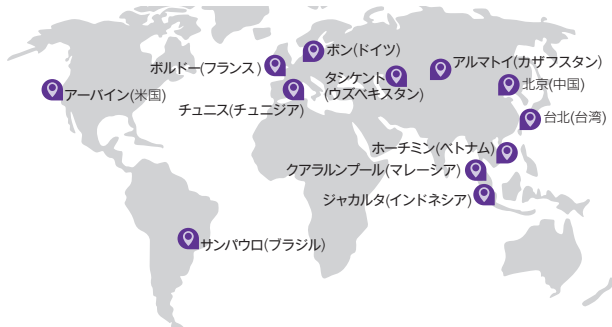 ボン(ドイツ)
ボルドー(フランス)
アルマトイ(カザフスタン)
タシケント
(ウズベキスタン)
北京(中国)
アーバイン(米国)
チュニス(チュニジア)
台北(台湾)
ホーチミン(ベトナム)
クアラルンプール(マレーシア)
ジャカルタ(インドネシア)
サンパウロ(ブラジル)